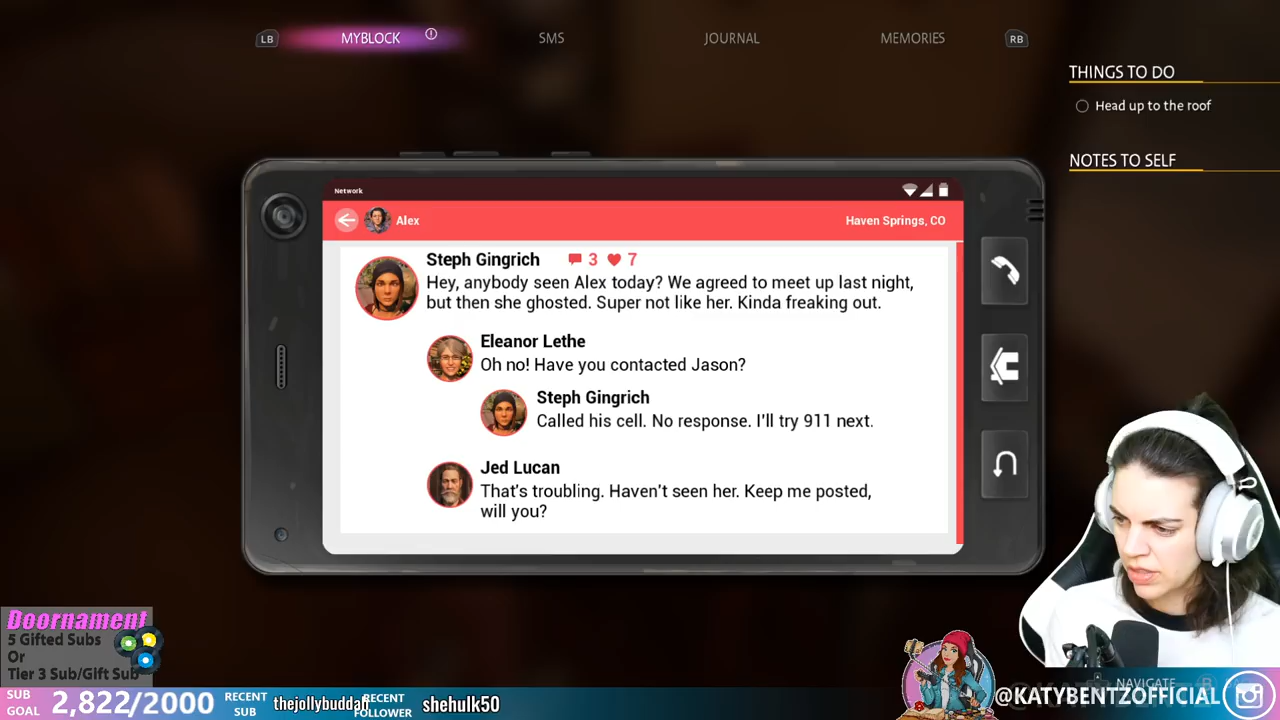 LB
MYBLOCK
SMS
JOURNAL
MEMORIES
RB
THINGS TO DO
Head up to the roof
NOTES TO SELF
Network
Alex
Haven Springs, CO
Steph Gingrich 3 7
Hey, anybody seen Alex today? We agreed to meet up last night,
but then she ghosted. Super not like her. Kinda freaking out.
Eleanor Lethe
Oh no! Have you contacted Jason?
Steph Gingrich
Called his cell. No response. I'll try 911 next.
Jed Lucan
That's troubling. Haven't seen her. Keep me posted,
will you?
Doornament
5 Gifted Subs
Or
Tier 3 Sub/Gift Sub
SUB
GOAL
2,822/2000
RECENT
SUB
thejollybuddah
RECENT
FOLLOWER
shehulk50
NAVIGATE
@KATYBENTZOFFICIAL